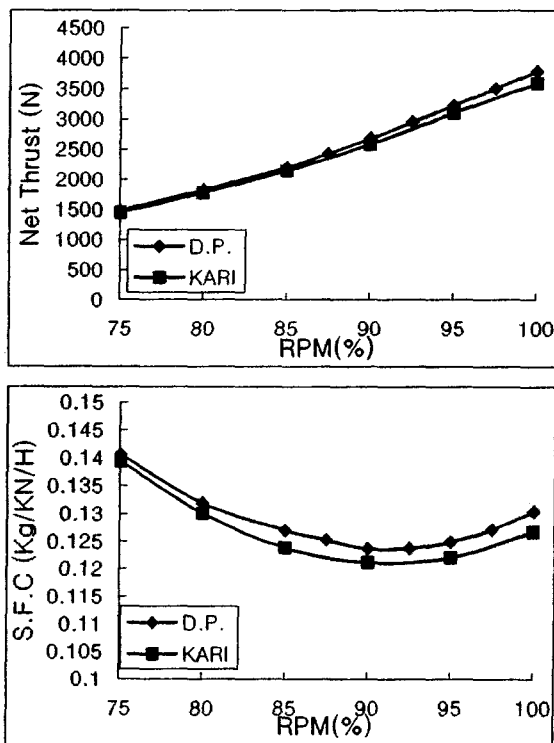 Net Thrust (N)
4500
4000
3500
3000
2500
2000
1500
1000
500
0
D.P.
KARI
75 80 85 90 95 100
RPM(%)
S.F.C (Kg/KN/H)
0.15
0.145
0.14
0.135
0.13
0.125
0.12
0.115
0.11
0.105
0.1
D.P.
KARI
75 80 85 90 95 100
RPM(%)